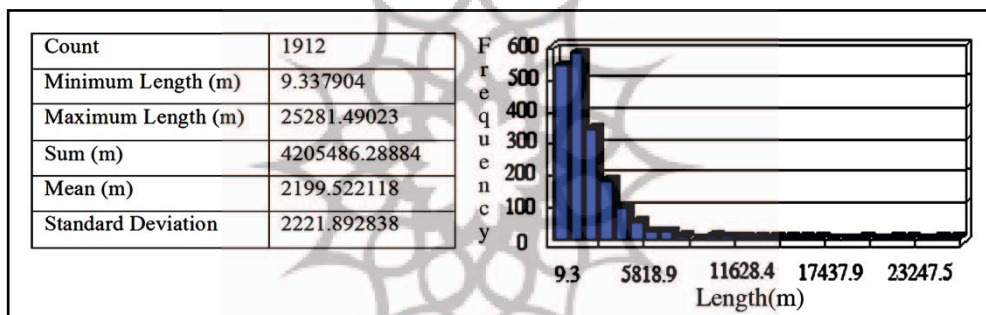 Count 1912
Minimum Length (m) 9.337904
Maximum Length (m) 25281.49023
Sum (m) 4205486.28884
Mean (m) 2199.522118
Standard Deviation 2221.892838
Frequency
600
500
400
300
200
100
0
9.3 5818.9 11628.4 17437.9 23247.5
Length(m)